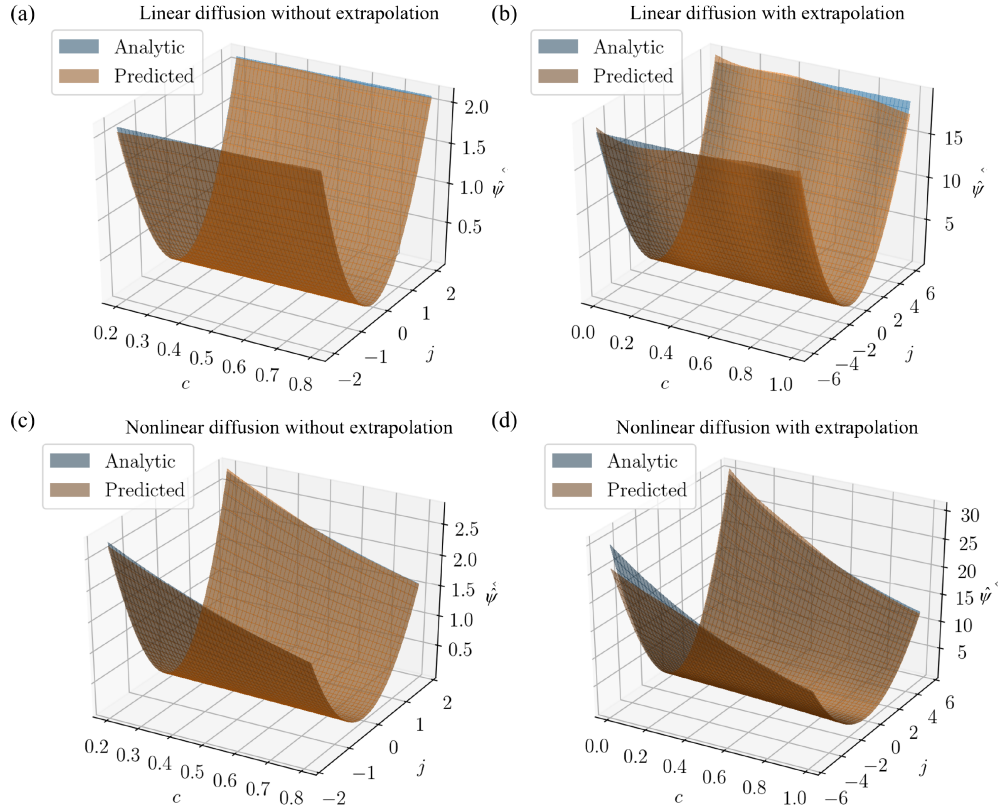 (a)
Linear diffusion without extrapolation
Analytic
Predicted
2.0
1.5
1.0
0.5
ψ̂
2
1
0
−1
−2
j
0.2
0.3
0.4
0.5
0.6
0.7
0.8
c
(b)
Linear diffusion with extrapolation
Analytic
Predicted
15
10
5
ψ̂
6
4
2
0
−2
−4
−6
j
0.0
0.2
0.4
0.6
0.8
1.0
c
(c)
Nonlinear diffusion without extrapolation
Analytic
Predicted
2.5
2.0
1.5
1.0
0.5
ψ̂
2
1
0
−1
−2
j
0.2
0.3
0.4
0.5
0.6
0.7
0.8
c
(d)
Nonlinear diffusion with extrapolation
Analytic
Predicted
30
25
20
15
10
5
ψ̂
6
4
2
0
−2
−4
−6
j
0.0
0.2
0.4
0.6
0.8
1.0
c